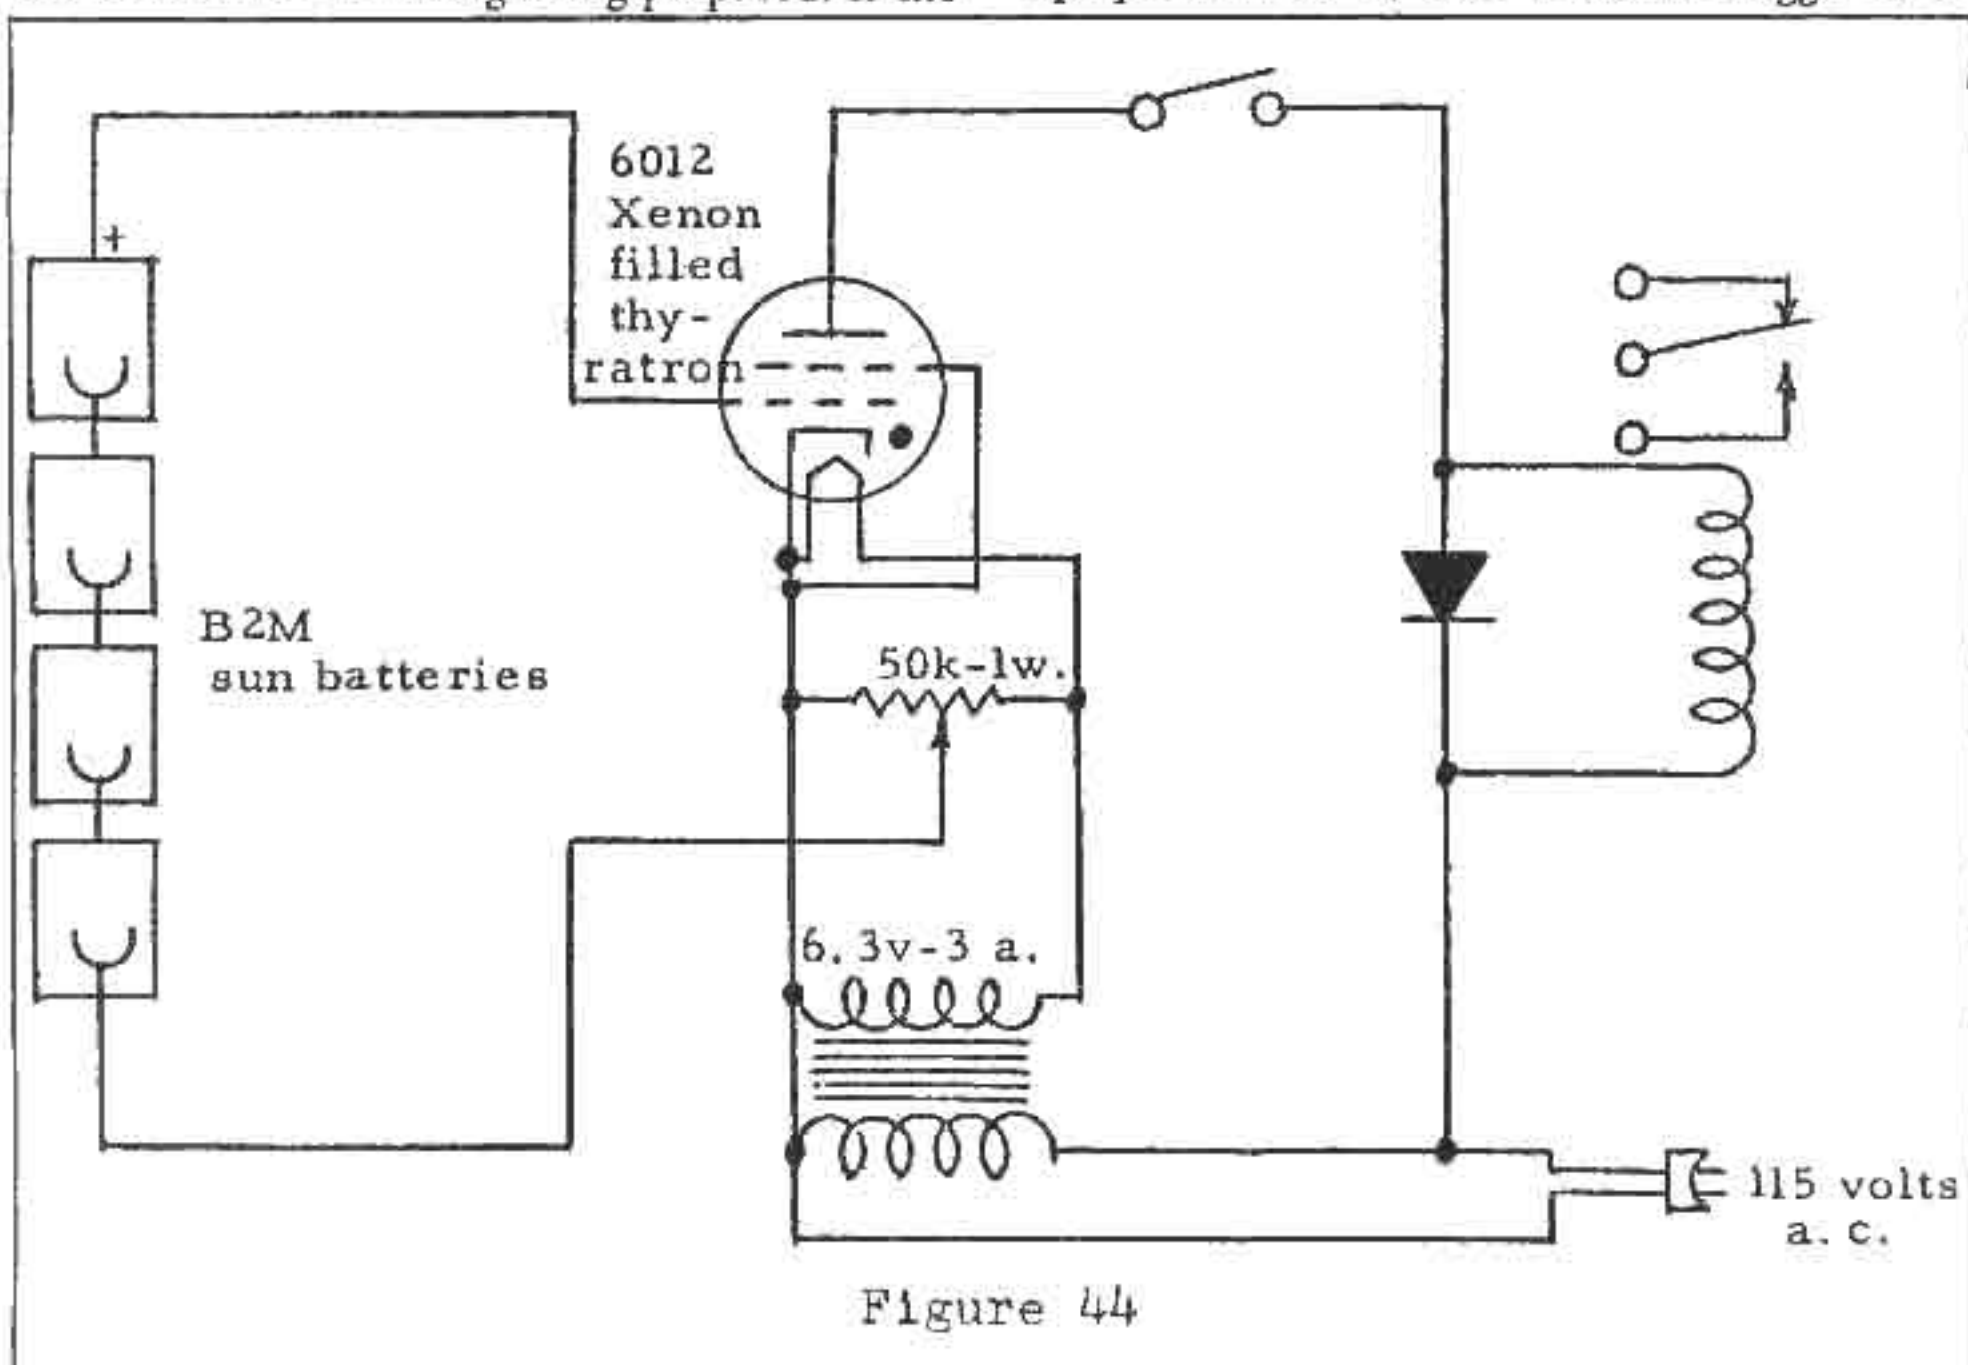 +
6012
Xenon
filled
thy-
ratron
B2M
sun batteries
50k-1w.
6.3v-3 a.
115 volts
a.c.
Figure 44